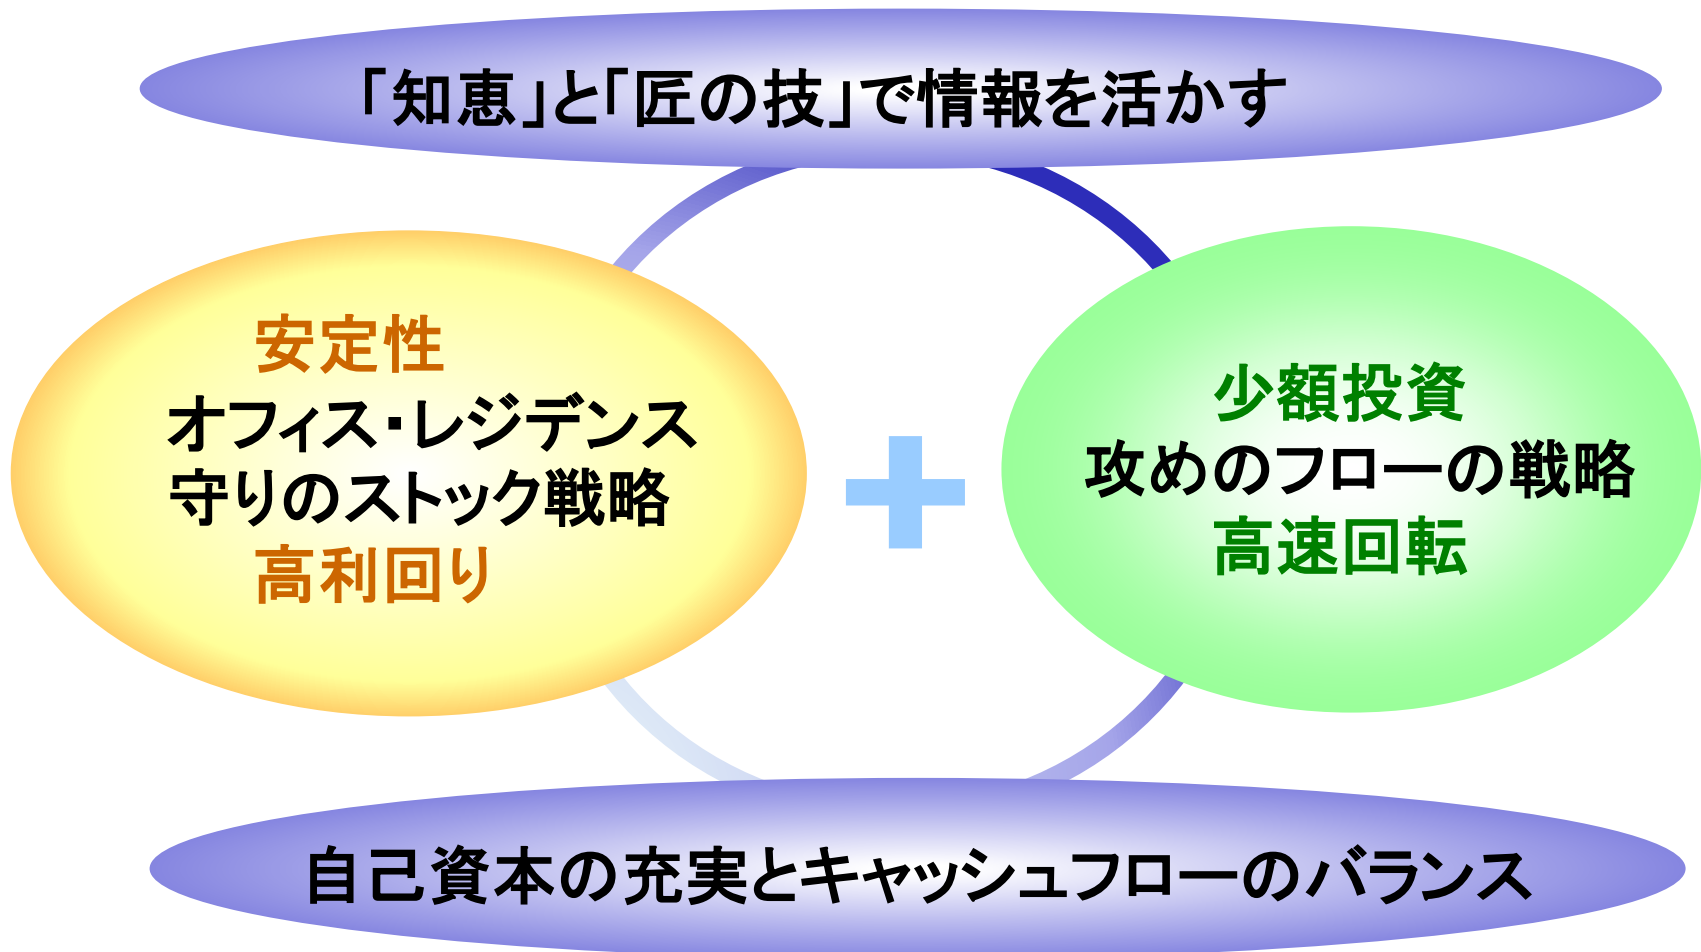 「知恵」と「匠の技」で情報を活かす
安定性
オフィス・レジデンス
守りのストック戦略
高利回り
少額投資
攻めのフローの戦略
高速回転
自己資本の充実とキャッシュフローのバランス